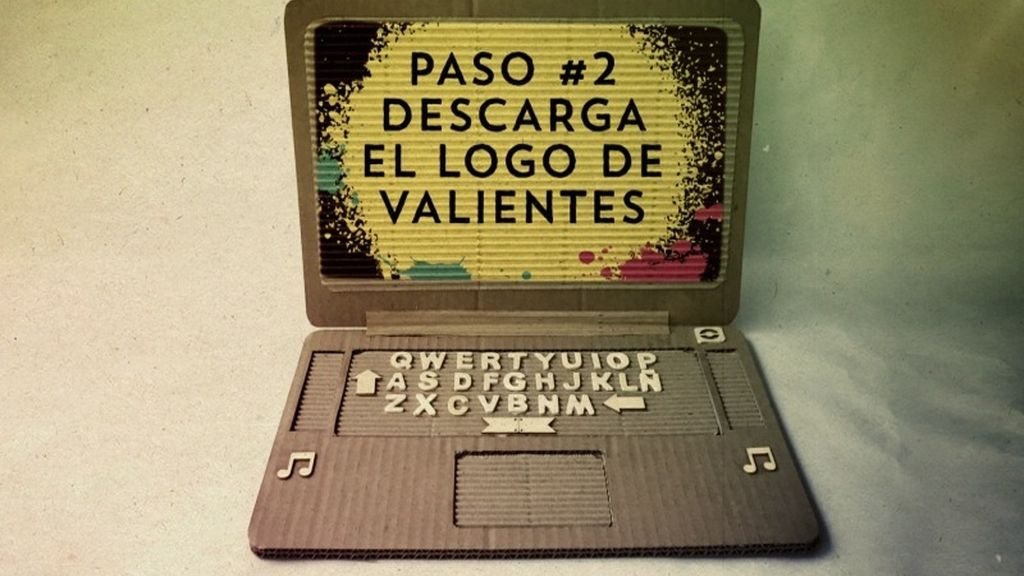 PASO #2
DESCARGA
EL LOGO DE
VALIENTES
QWERTYUIOP
ASDFGHJKLÑ
ZXCVBNM